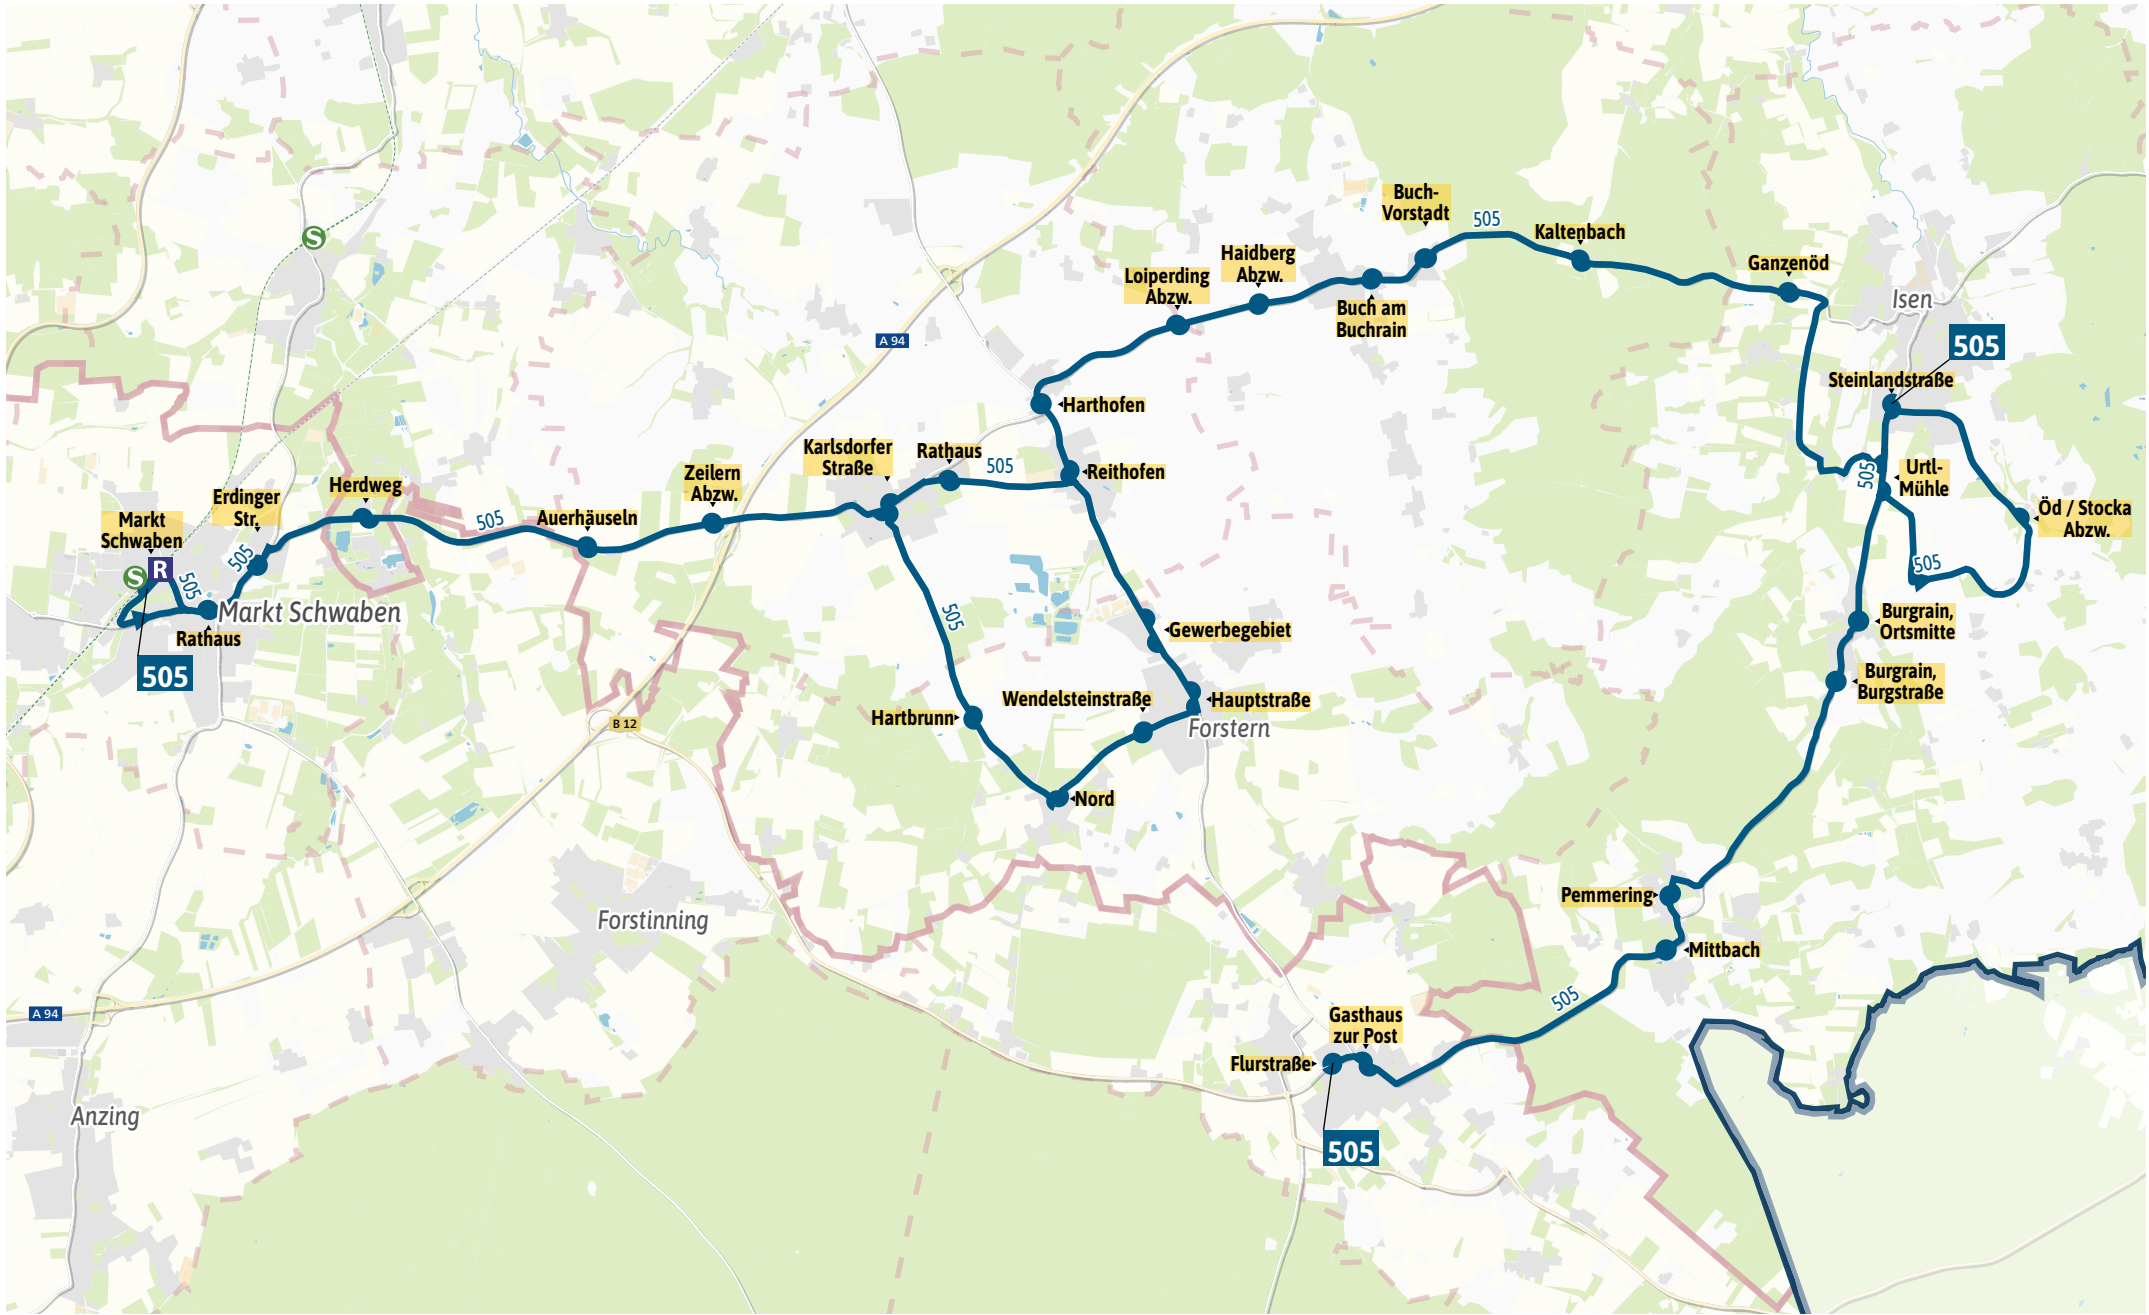 Buch-
Vorstadt
505
Kaltenbach
S
Haidberg
Abzw.
Loiperding
Abzw.
Ganzenöd
Buch am
Buchrain
Isen
A 94
505
Steinlandstraße
Harthofen
Karlsdorfer
Straße
Rathaus
505
Reithofen
Zeilern
Abzw.
Herdweg
Erdinger
Str.
505
Auerhäuseln
Markt
Schwaben
S
R
505
505
Rathaus
Markt Schwaben
505
505
Urtl-
Mühle
Öd / Stocka
Abzw.
505
Burgrain,
Ortsmitte
Burgrain,
Burgstraße
505
Gewerbegebiet
Wendelsteinstraße
Hauptstraße
Forstern
Hartbrunn
B 12
Nord
Forstinning
Pemmering
Mittbach
505
A 94
Gasthaus
zur Post
Flurstraße
Anzing
505